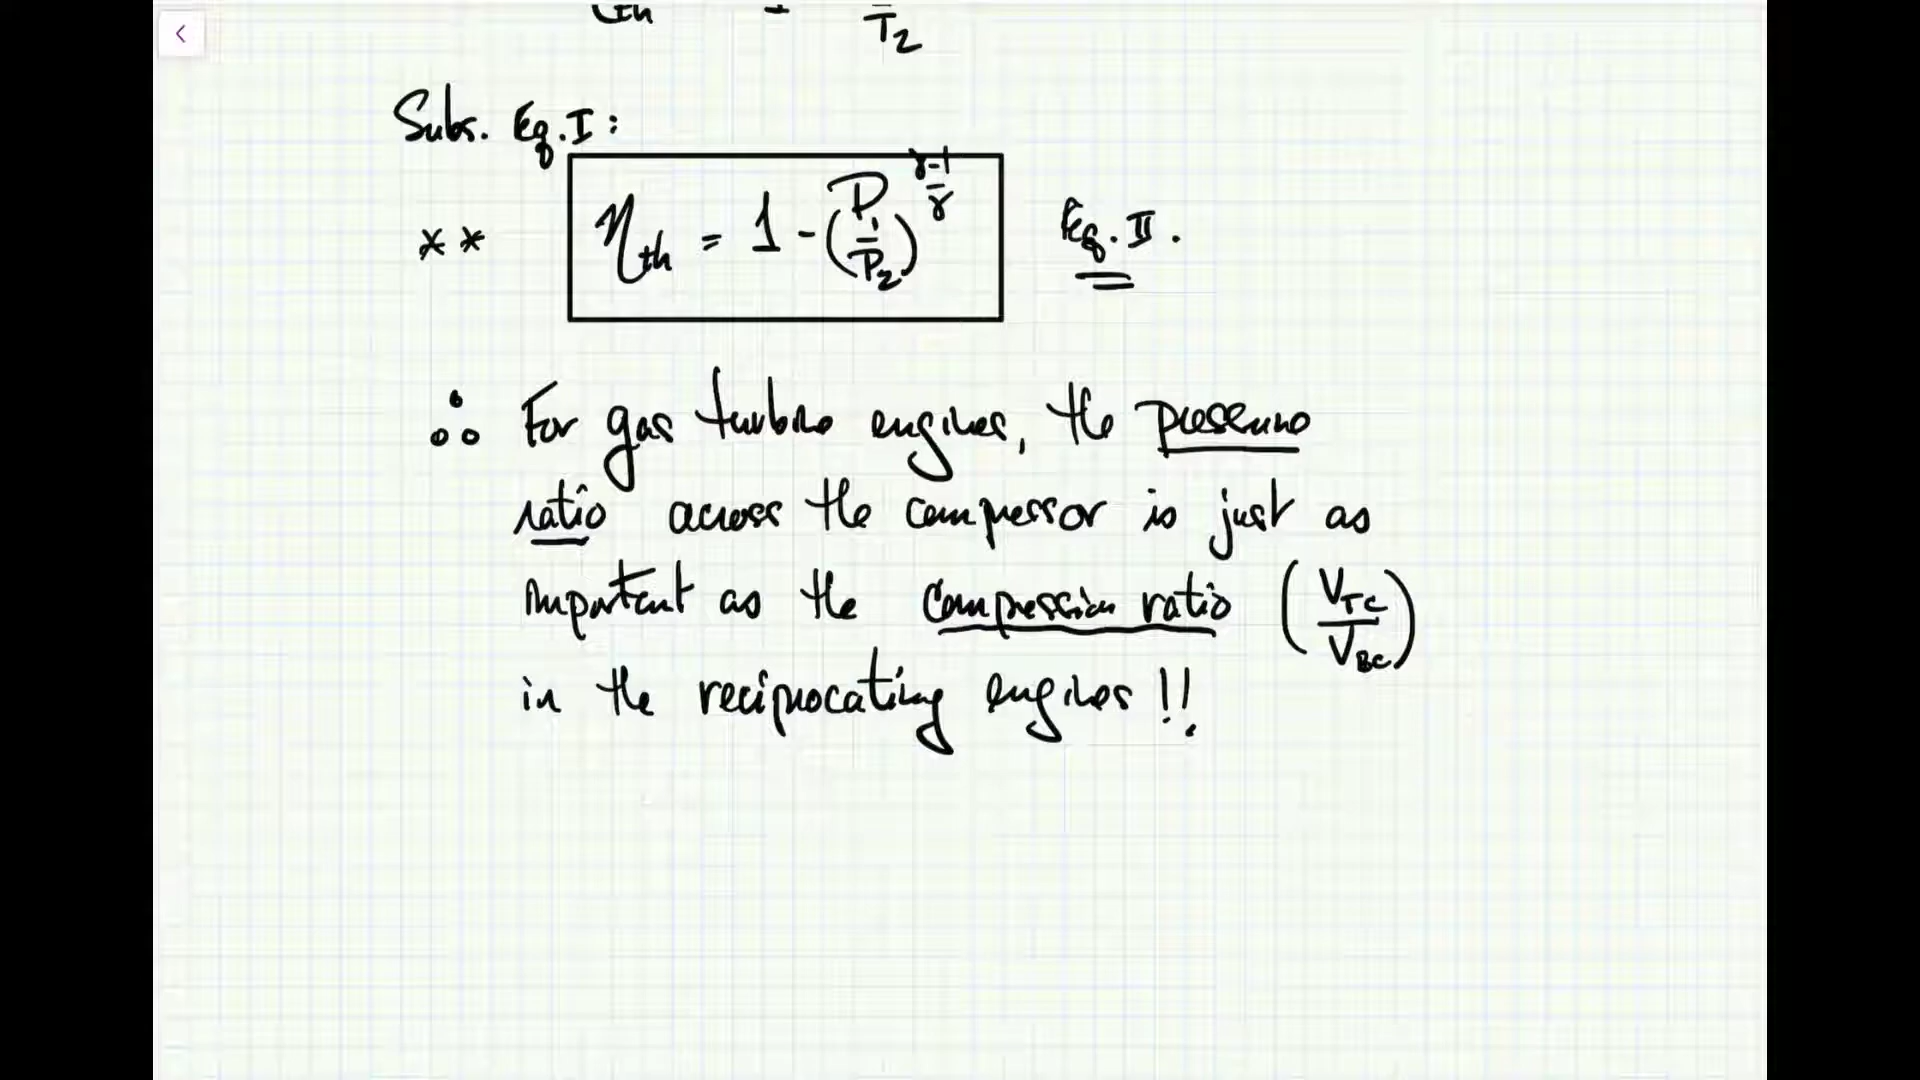 T2
Subs. Eq. I :
** ηth = 1 - (P1/P2)^(γ-1/γ) Eq. II.
∴ For gas turbine engines, the pressure
ratio across the compressor is just as
important as the compression ratio (VTC/VBC)
in the reciprocating engines !!